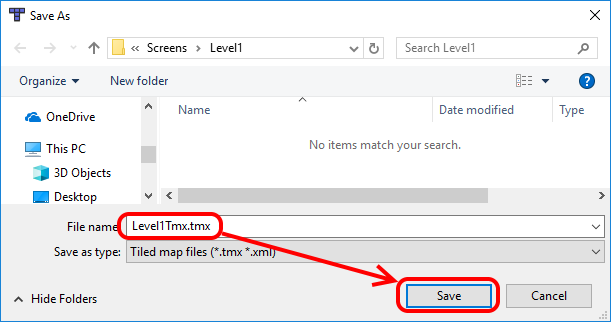 Save As
« Screens > Level1
Search Level1
Organize
New folder
?
Name
Date modified
Type
OneDrive
This PC
3D Objects
Desktop
No items match your search.
File name:
Level1Tmx.tmx
Save as type:
Tiled map files (*.tmx *.xml)
Hide Folders
Save
Cancel